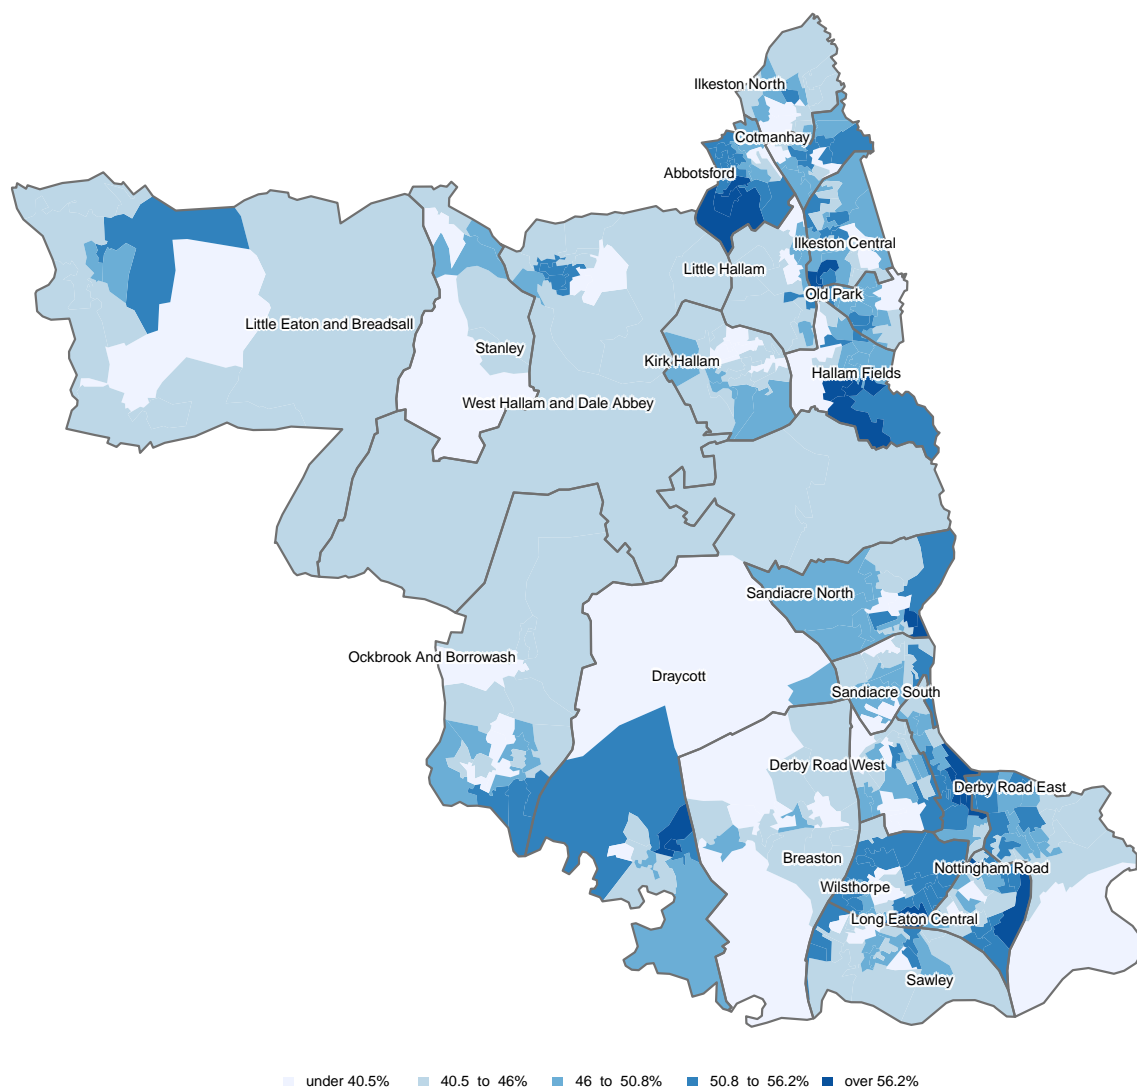 Ilkeston North
Cotmanhay
Abbotsford
Ilkeston Central
Little Hallam
Old Park
Little Eaton and Breadsall
Stanley
Kirk Hallam
Hallam Fields
West Hallam and Dale Abbey
Sandiacre North
Ockbrook And Borrowash
Draycott
Sandiacre South
Derby Road West
Derby Road East
Breaston
Nottingham Road
Wilsthorpe
Long Eaton Central
Sawley
under 40.5% 40.5 to 46% 46 to 50.8% 50.8 to 56.2% over 56.2%